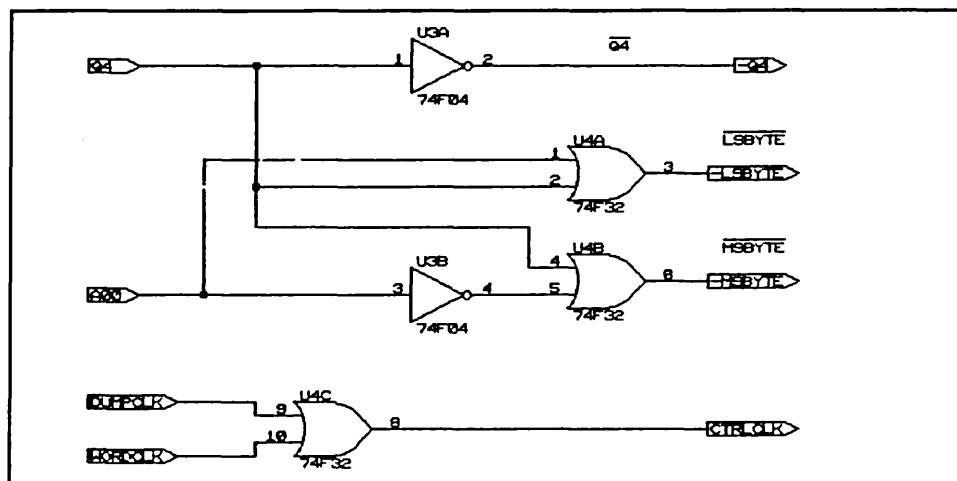 U3A
Q4 1 2 Q4 Q4
74F04
U4A LSBYTE
1
2 3 LSBYTE
74F32
U4B MSBYTE
U3B 4
A00 3 4 5 6 MSBYTE
74F04 74F32
DUMPCLK U4C
9
10 8 CTRLCLK
WORDCLK 74F32